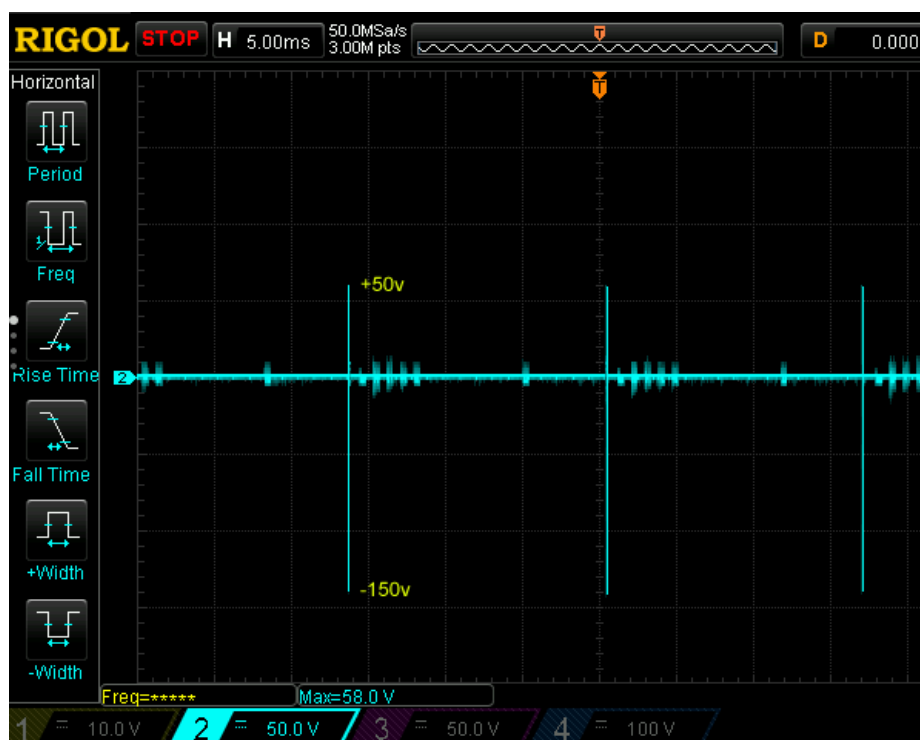 RIGOL STOP H 5.00ms 50.0MSa/s D 0.000
3.00M pts
T
Horizontal
T
Period
Freq
+50v
Rise Time
2
Fall Time
+Width
-150v
-Width
Freq=***** Max=58.0 V
1 = 10.0 V 2 = 50.0 V 3 = 50.0 V 4 = 100 V